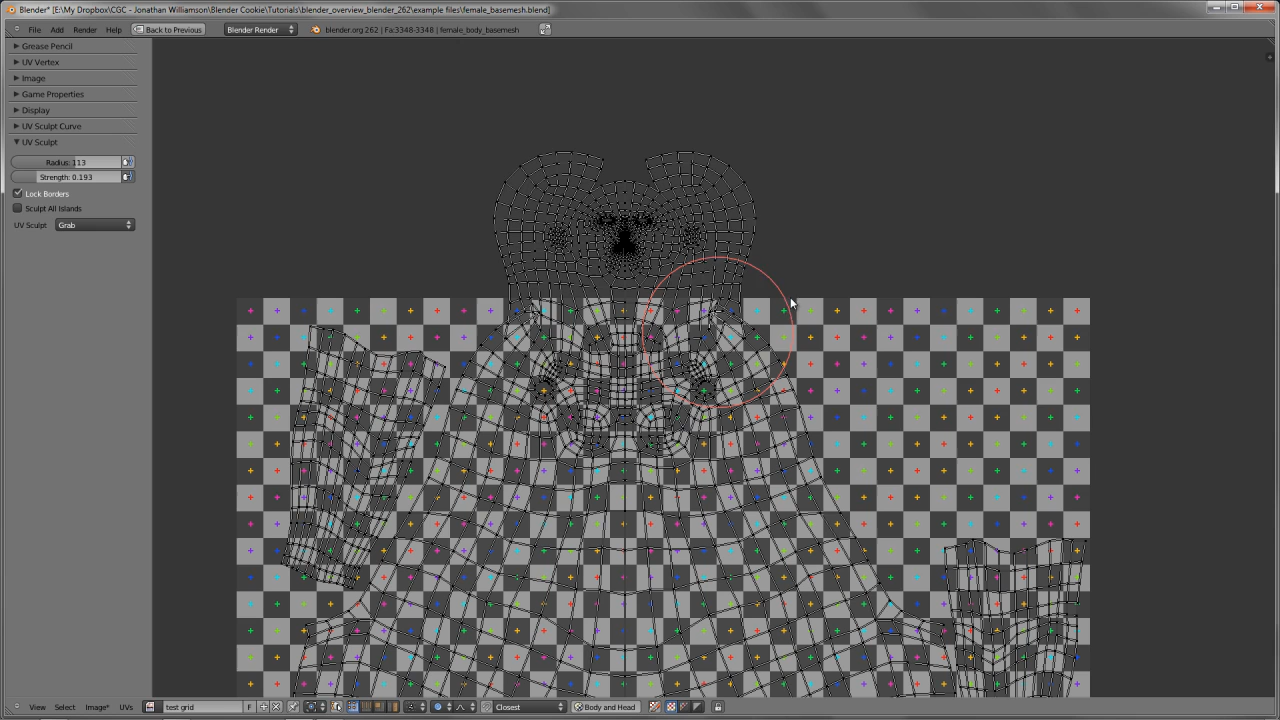 Blender* [E:\My Dropbox\CGC - Jonathan Williamson\Blender Cookie\Tutorials\blender_overview_blender_262\example files\female_basemesh.blend]
File Add Render Help Back to Previous Blender Render blender.org 262 | Fa:3348-3348 | female_body_basemesh
Grease Pencil
UV Vertex
Image
Game Properties
Display
UV Sculpt Curve
UV Sculpt
Radius: 113
Strength: 0.193
Lock Borders
Sculpt All Islands
UV Sculpt Grab
View Select Image* UVs test grid F Closest Body and Head